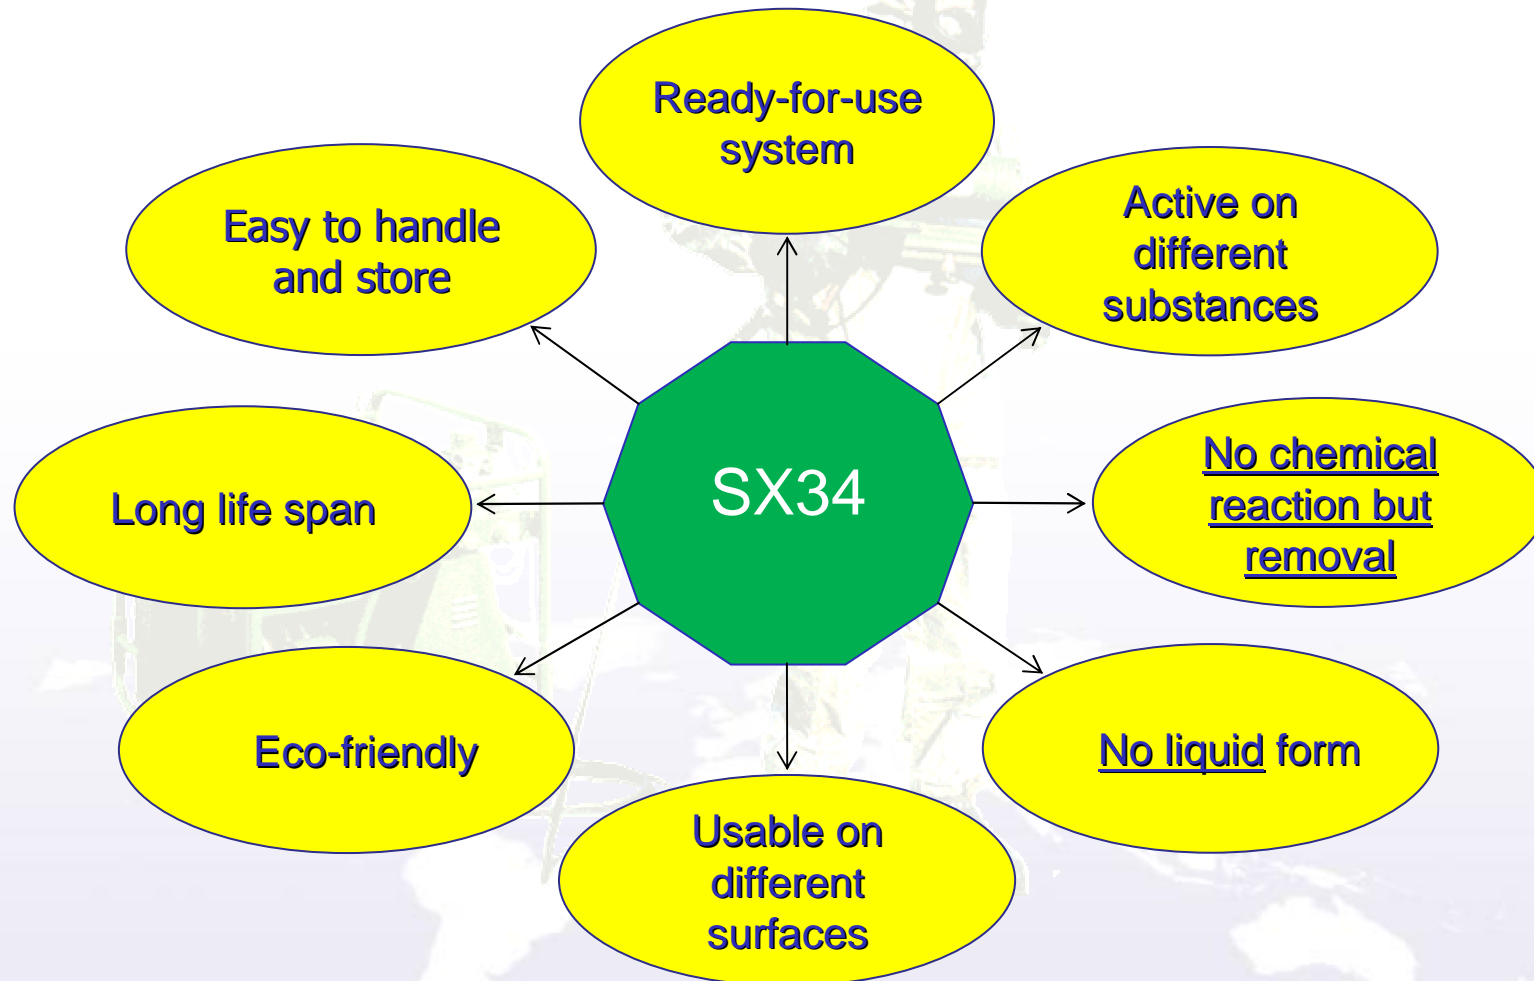 Ready-for-use
system
Active on
different
substances
Easy to handle
and store
No chemical
reaction but
removal
SX34
Long life span
No liquid form
Eco-friendly
Usable on
different
surfaces